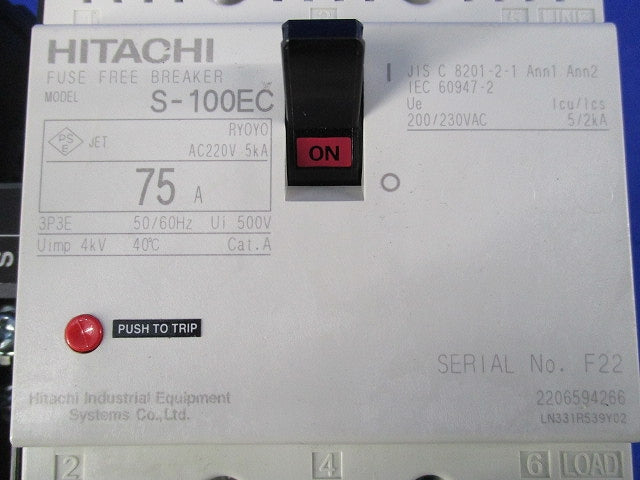 LINE
HITACHI
FUSE FREE BREAKER
MODEL
S-100EC
PS
E
JET
RYOYO
AC220V 5kA
75 A
3P3E 50/60Hz Ui 500V
Uimp 4kV 40℃ Cat.A
ON
JIS C 8201-2-1 Ann1 Ann2
IEC 60947-2
Ue Icu/Ics
200/230VAC 5/2kA
PUSH TO TRIP
SERIAL No. F22
2206594266
LN331R539Y02
Hitachi Industrial Equipment
Systems Co.,Ltd.
2 4 6 LOAD